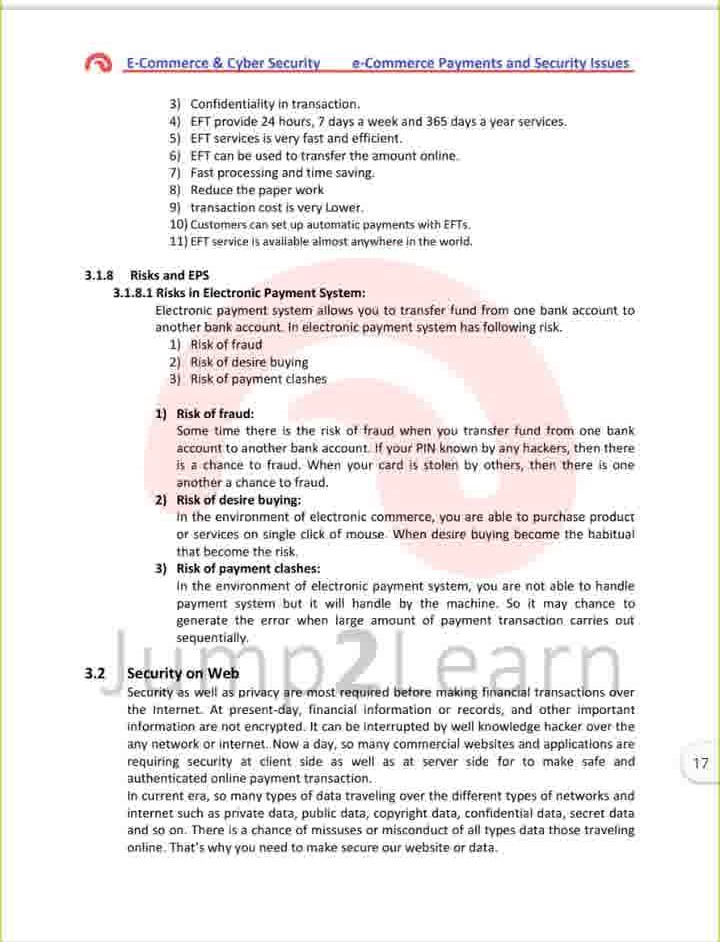 E-Commerce & Cyber Security e-Commerce Payments and Security Issues
3) Confidentiality in transaction.
4) EFT provide 24 hours, 7 days a week and 365 days a year services.
5) EFT services is very fast and efficient.
6) EFT can be used to transfer the amount online.
7) Fast processing and time saving.
8) Reduce the paper work
9) transaction cost is very Lower.
10) Customers can set up automatic payments with EFTs.
11) EFT service is available almost anywhere in the world.
3.1.8 Risks and EPS
3.1.8.1 Risks in Electronic Payment System:
Electronic payment system allows you to transfer fund from one bank account to
another bank account. In electronic payment system has following risk.
1) Risk of fraud
2) Risk of desire buying
3) Risk of payment clashes
1) Risk of fraud:
Some time there is the risk of fraud when you transfer fund from one bank
account to another bank account. If your PIN known by any hackers, then there
is a chance to fraud. When your card is stolen by others, then there is one
another a chance to fraud.
2) Risk of desire buying:
In the environment of electronic commerce, you are able to purchase product
or services on single click of mouse. When desire buying become the habitual
that become the risk.
3) Risk of payment clashes:
In the environment of electronic payment system, you are not able to handle
payment system but it will handle by the machine. So it may chance to
generate the error when large amount of payment transaction carries out
sequentially.
Jump2Learn
3.2 Security on Web
Security as well as privacy are most required before making financial transactions over
the Internet. At present-day, financial information or records, and other important
information are not encrypted. It can be interrupted by well knowledge hacker over the
any network or internet. Now a day, so many commercial websites and applications are
requiring security at client side as well as at server side for to make safe and
authenticated online payment transaction.
In current era, so many types of data traveling over the different types of networks and
internet such as private data, public data, copyright data, confidential data, secret data
and so on. There is a chance of missuses or misconduct of all types data those traveling
online. That's why you need to make secure our website or data.
17